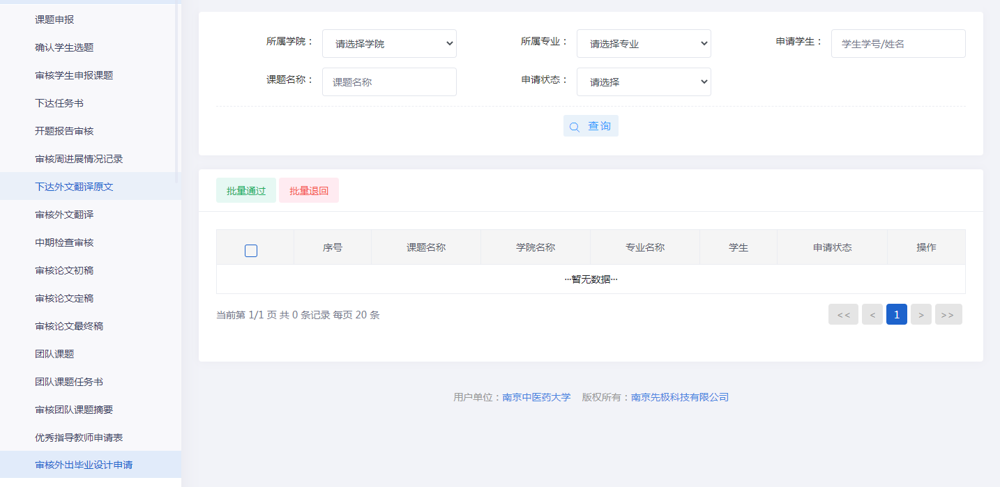 课题申报
确认学生选题
审核学生申报课题
下达任务书
开题报告审核
审核周进展情况记录
下达外文翻译原文
审核外文翻译
中期检查审核
审核论文初稿
审核论文定稿
审核论文最终稿
团队课题
团队课题任务书
审核团队课题摘要
优秀指导教师申请表
审核外出毕业设计申请
所属学院： 请选择学院 所属专业： 请选择专业 申请学生： 学生学号/姓名
课题名称： 课题名称 申请状态： 请选择
查询
批量通过 批量退回
序号 课题名称 学院名称 专业名称 学生 申请状态 操作
···暂无数据···
当前第 1/1 页 共 0 条记录 每页 20 条 << < 1 > >>
用户单位：南京中医药大学 版权所有：南京先极科技有限公司